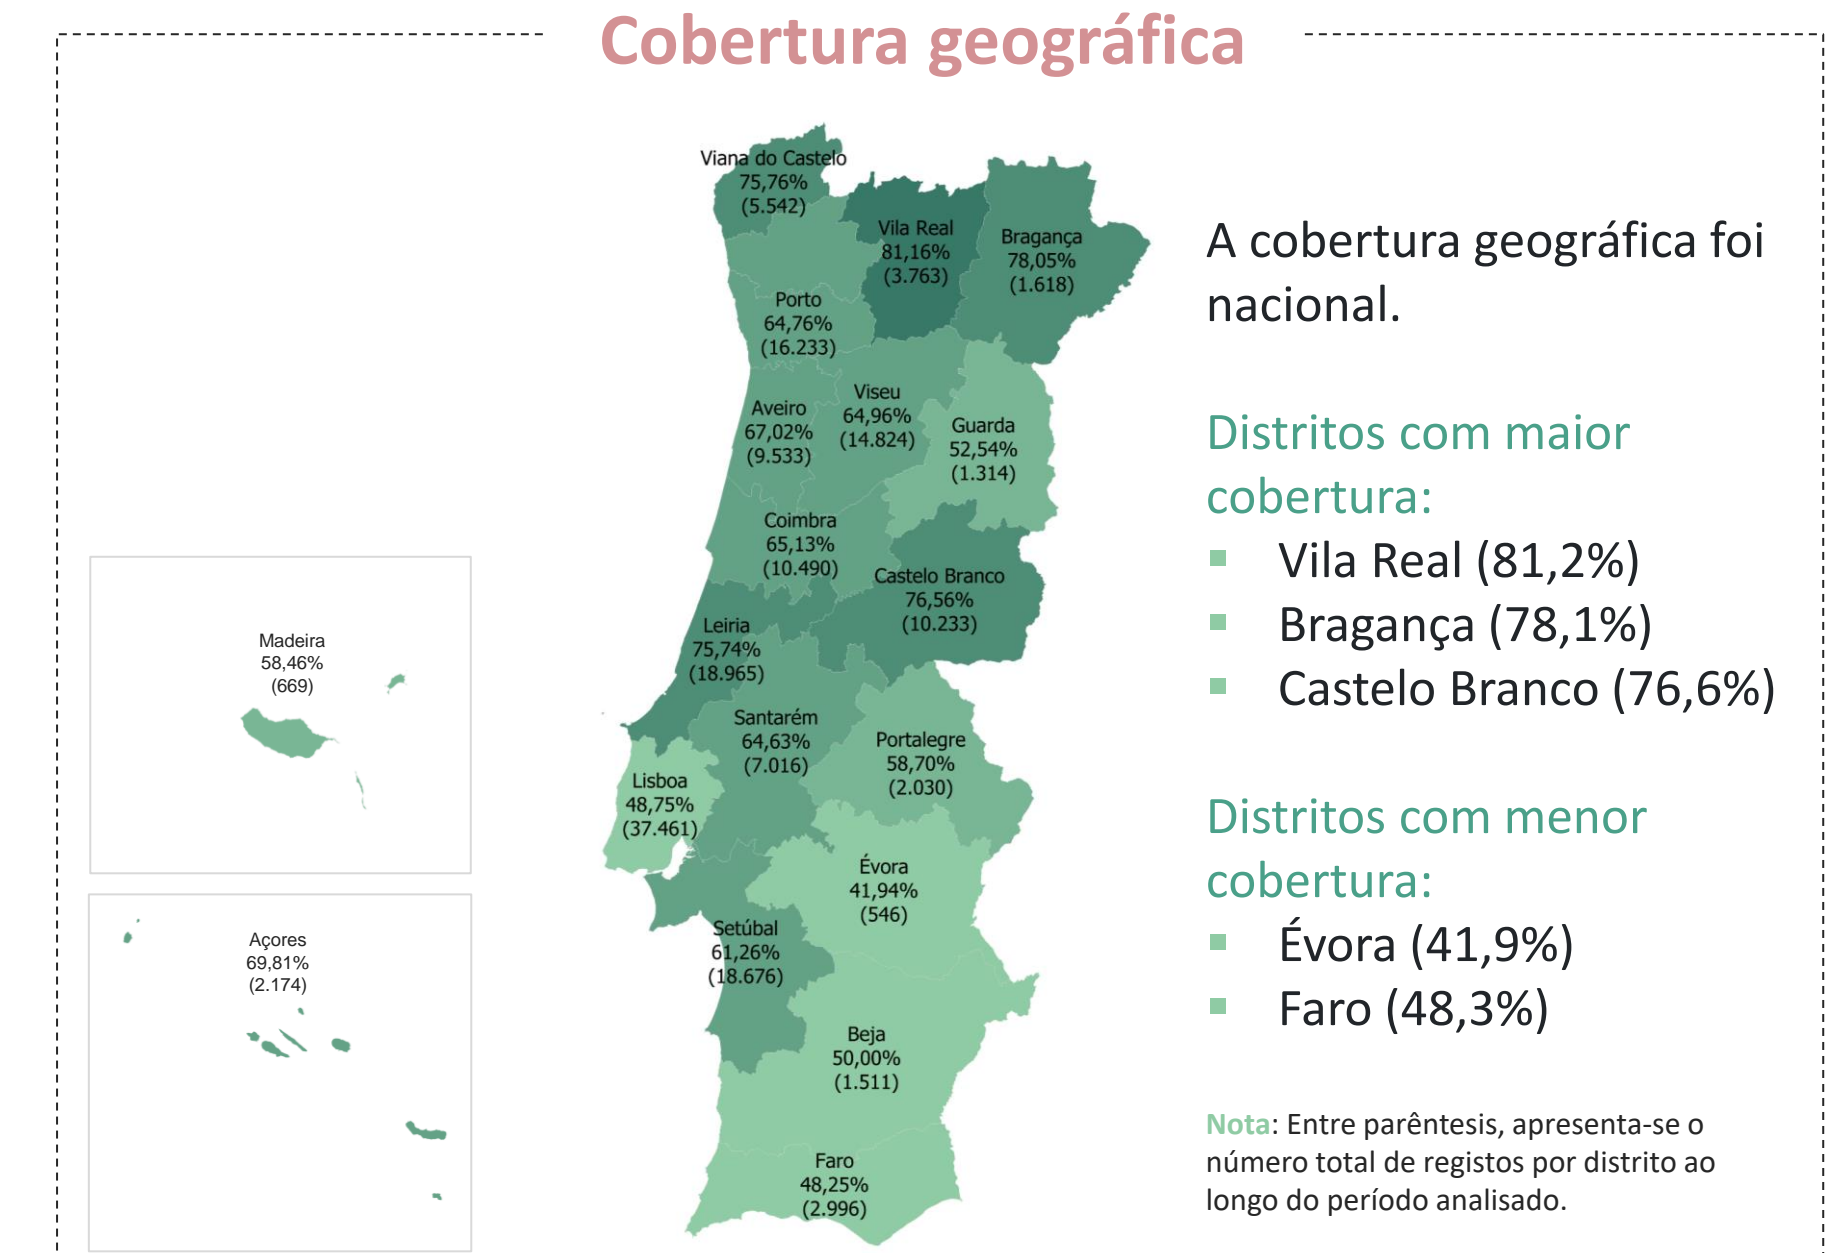 Cobertura geográfica
Viana do Castelo
75,76%
(5.542)
Vila Real
81,16%
(3.763)
Bragança
78,05%
(1.618)
Porto
64,76%
(16.233)
Viseu
64,96%
(14.824)
Aveiro
67,02%
(9.533)
Guarda
52,54%
(1.314)
Coimbra
65,13%
(10.490)
Castelo Branco
76,56%
(10.233)
Leiria
75,74%
(18.965)
Santarém
64,63%
(7.016)
Portalegre
58,70%
(2.030)
Lisboa
48,75%
(37.461)
Évora
41,94%
(546)
Setúbal
61,26%
(18.676)
Beja
50,00%
(1.511)
Faro
48,25%
(2.996)
Madeira
58,46%
(669)
Açores
69,81%
(2.174)
A cobertura geográfica foi
nacional.
Distritos com maior
cobertura:
Vila Real (81,2%)
Bragança (78,1%)
Castelo Branco (76,6%)
Distritos com menor
cobertura:
Évora (41,9%)
Faro (48,3%)
Nota: Entre parêntesis, apresenta-se o
número total de registos por distrito ao
longo do período analisado.